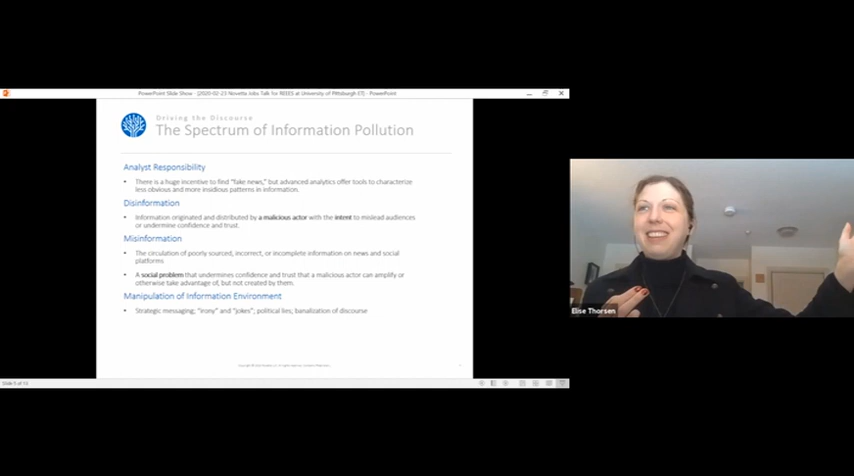 PowerPoint Slide Show - [2020-02-23 Novetta Jobs Talk for REEES at University of Pittsburgh ET] - PowerPoint
Driving the Discourse
The Spectrum of Information Pollution
Analyst Responsibility
• There is a huge incentive to find "fake news," but advanced analytics offer tools to characterize
less obvious and more insidious patterns in information.
Disinformation
• Information originated and distributed by a malicious actor with the intent to mislead audiences
or undermine confidence and trust.
Misinformation
• The circulation of poorly sourced, incorrect, or incomplete information on news and social
platforms
• A social problem that undermines confidence and trust that a malicious actor can amplify or
otherwise take advantage of, but not created by them.
Manipulation of Information Environment
• Strategic messaging; "irony" and "jokes"; political lies; banalization of discourse
Elise Thorsen